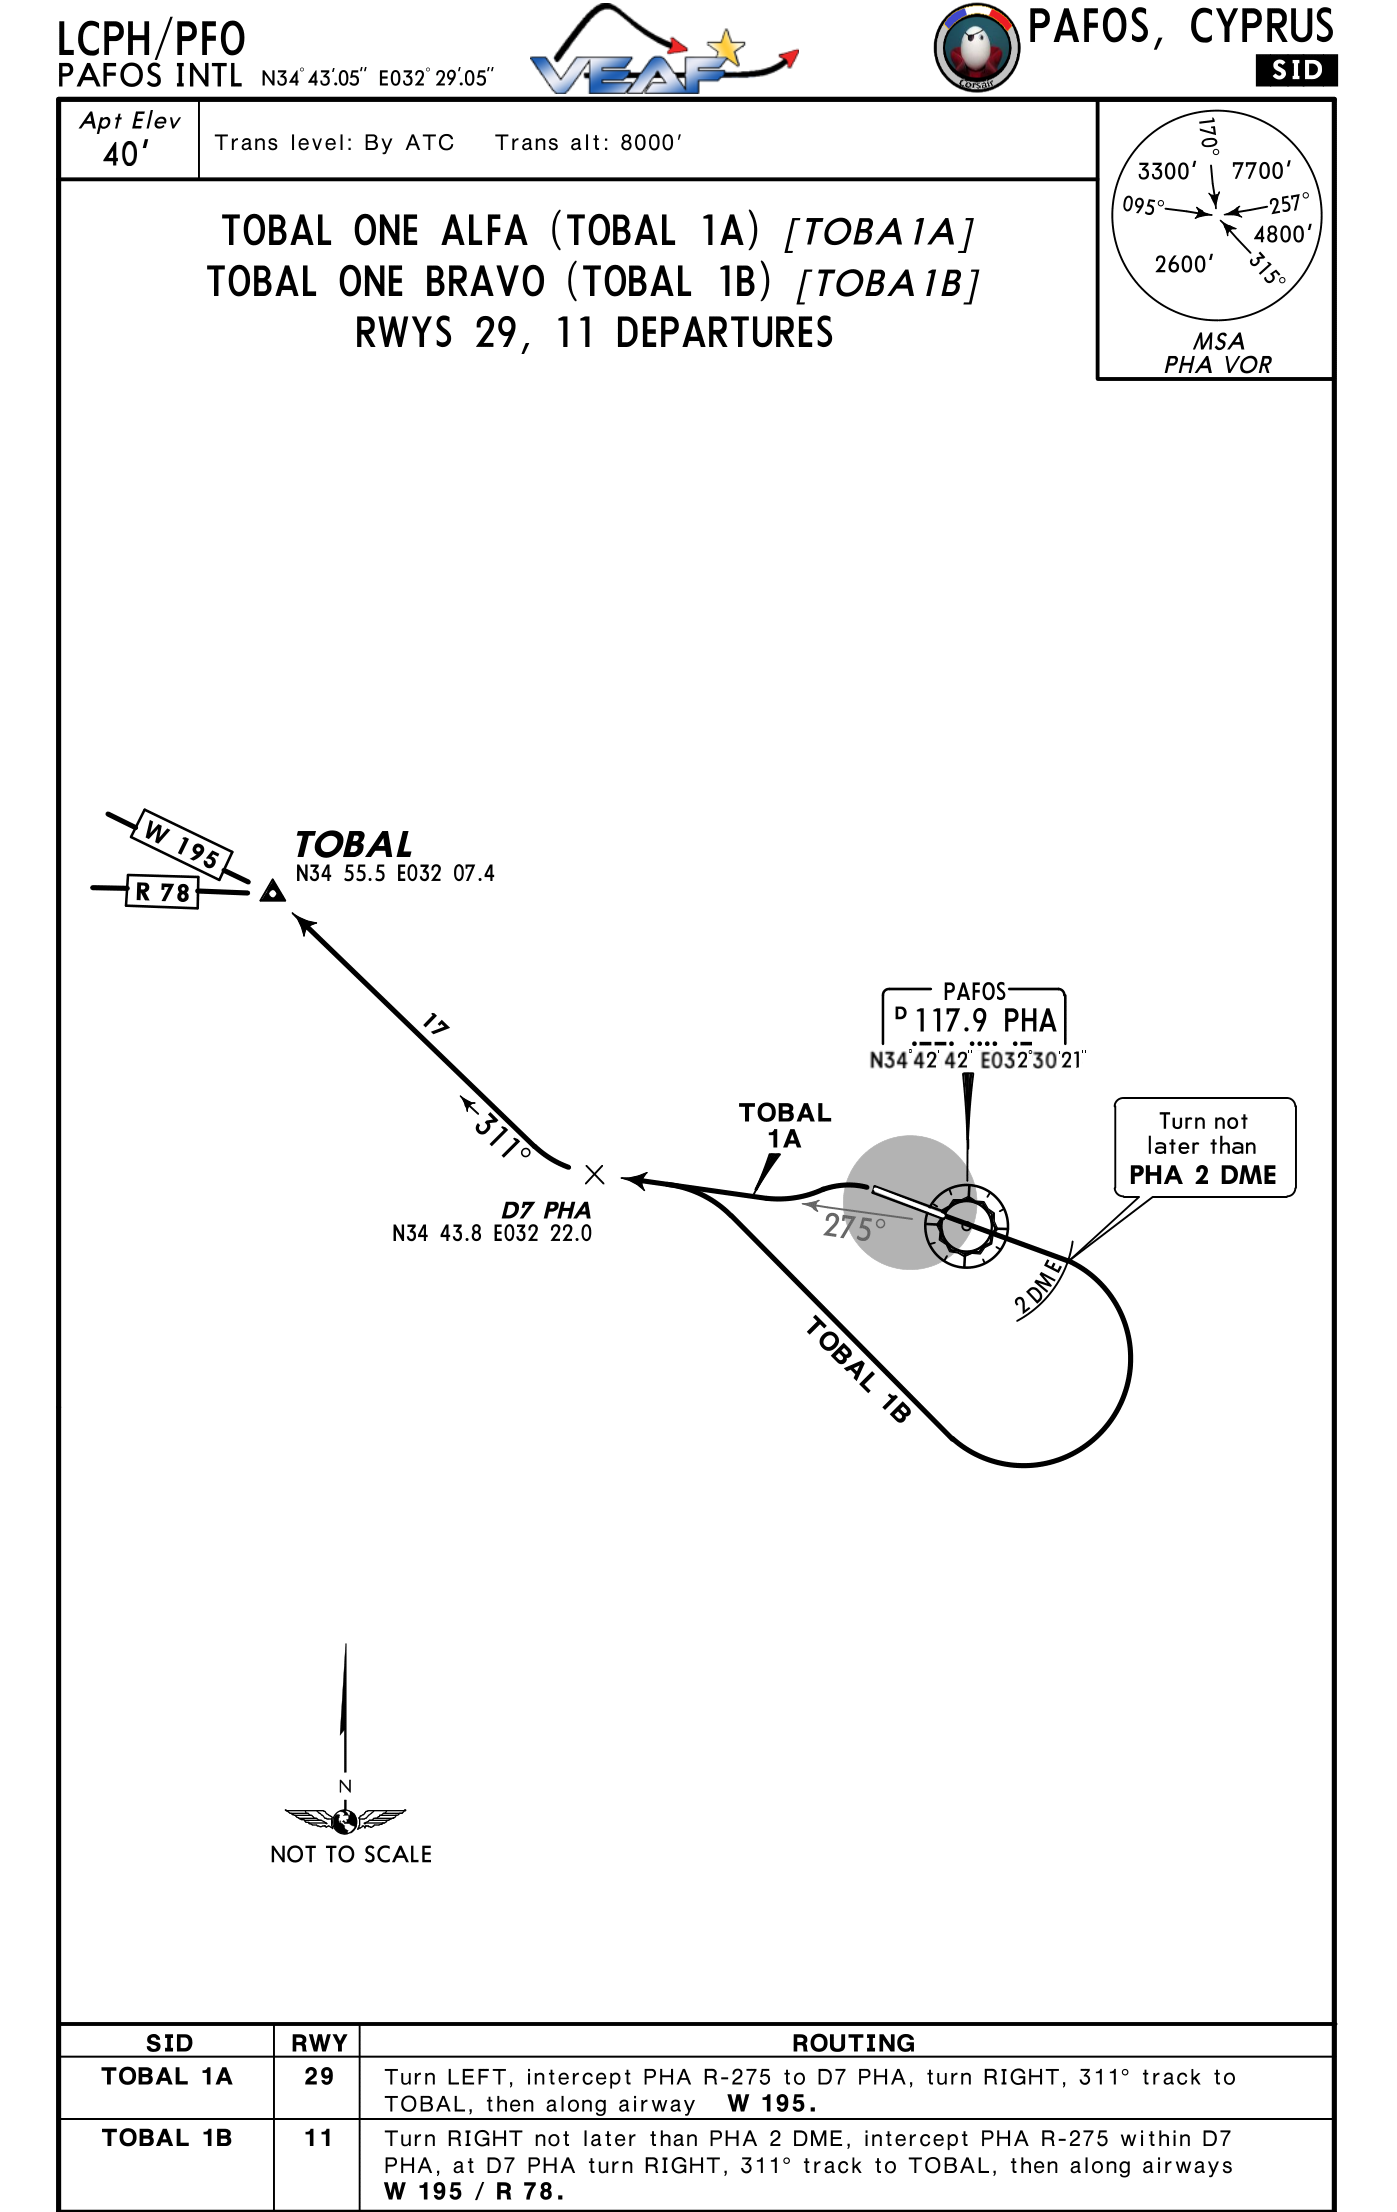 LCPH/PFO
PAFOS INTL N34°43'.05" E032°29'.05"
VEAF
corsair
PAFOS, CYPRUS
SID
Apt Elev
40'
Trans level: By ATC Trans alt: 8000'
170°
3300' 7700'
095° 257°
4800'
2600' 315°
MSA
PHA VOR
TOBAL ONE ALFA (TOBAL 1A) [TOBA1A]
TOBAL ONE BRAVO (TOBAL 1B) [TOBA1B]
RWYS 29, 11 DEPARTURES
W 195
R 78
TOBAL
N34 55.5 E032 07.4
17
311°
D7 PHA
N34 43.8 E032 22.0
PAFOS
D 117.9 PHA
N34°42'42" E032°30'21"
TOBAL
1A
275°
Turn not
later than
PHA 2 DME
2 DME
TOBAL 1B
N
NOT TO SCALE
SID RWY ROUTING
TOBAL 1A 29 Turn LEFT, intercept PHA R-275 to D7 PHA, turn RIGHT, 311° track to
TOBAL, then along airway W 195.
TOBAL 1B 11 Turn RIGHT not later than PHA 2 DME, intercept PHA R-275 within D7
PHA, at D7 PHA turn RIGHT, 311° track to TOBAL, then along airways
W 195 / R 78.